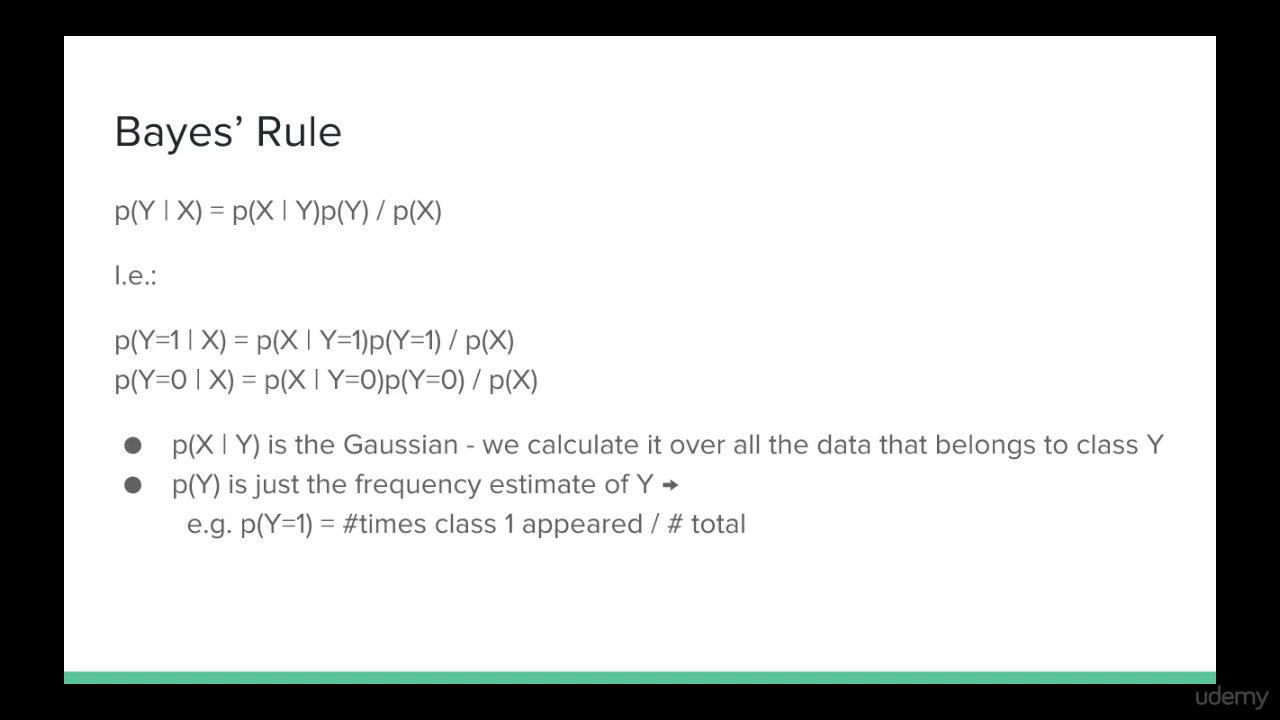 Bayes’ Rule
p(Y | X) = p(X | Y)p(Y) / p(X)
I.e.:
p(Y=1 | X) = p(X | Y=1)p(Y=1) / p(X)
p(Y=0 | X) = p(X | Y=0)p(Y=0) / p(X)
● p(X | Y) is the Gaussian - we calculate it over all the data that belongs to class Y
● p(Y) is just the frequency estimate of Y ➡
e.g. p(Y=1) = #times class 1 appeared / # total
udemy